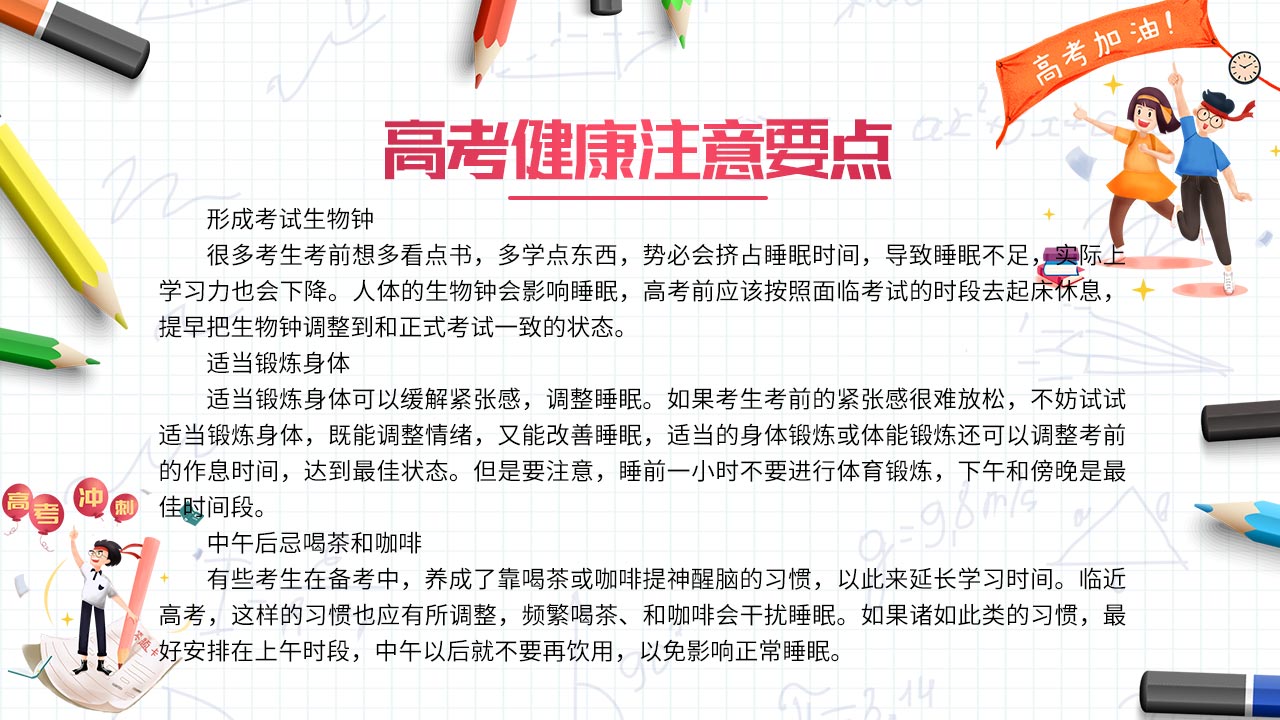 高考加油!
高考健康注意要点
形成考试生物钟
很多考生考前想多看点书，多学点东西，势必会挤占睡眠时间，导致睡眠不足，实际上
学习力也会下降。人体的生物钟会影响睡眠，高考前应该按照面临考试的时段去起床休息，
提早把生物钟调整到和正式考试一致的状态。
适当锻炼身体
适当锻炼身体可以缓解紧张感，调整睡眠。如果考生考前的紧张感很难放松，不妨试试
适当锻炼身体，既能调整情绪，又能改善睡眠，适当的身体锻炼或体能锻炼还可以调整考前
的作息时间，达到最佳状态。但是要注意，睡前一小时不要进行体育锻炼，下午和傍晚是最
佳时间段。
中午后忌喝茶和咖啡
有些考生在备考中，养成了靠喝茶或咖啡提神醒脑的习惯，以此来延长学习时间。临近
高考，这样的习惯也应有所调整，频繁喝茶、和咖啡会干扰睡眠。如果诸如此类的习惯，最
好安排在上午时段，中午以后就不要再饮用，以免影响正常睡眠。
高考冲刺
答题卡
g=9,8m/s
π=3,14